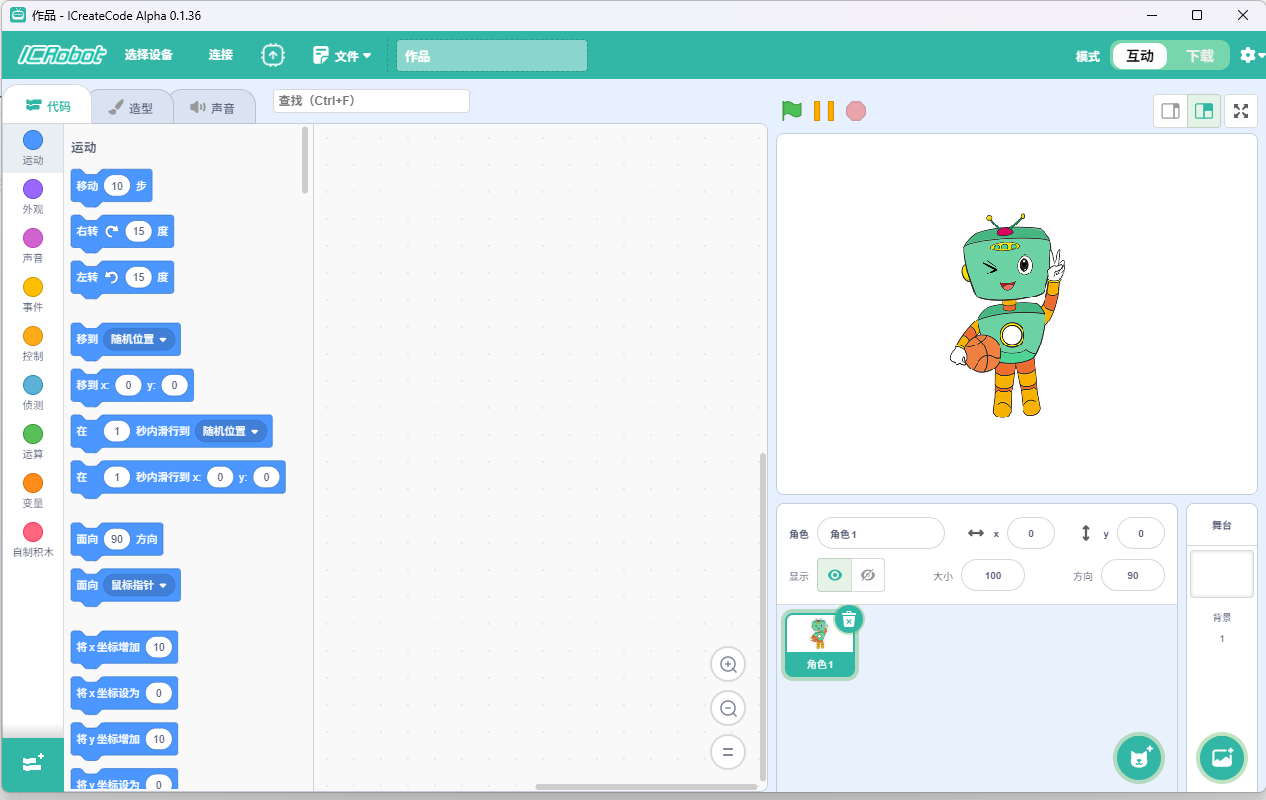 作品 - ICreateCode Alpha 0.1.36
ICRobot 选择设备 连接 文件 作品 模式 互动 下载
代码 造型 声音 查找（Ctrl+F）
运动
外观
声音
事件
控制
侦测
运算
变量
自制积木
运动
移动 10 步
右转 15 度
左转 15 度
移到 随机位置
移到 x: 0 y: 0
在 1 秒内滑行到 随机位置
在 1 秒内滑行到 x: 0 y: 0
面向 90 方向
面向 鼠标指针
将 x 坐标增加 10
将 x 坐标设为 0
将 y 坐标增加 10
将 y 坐标设为 0
角色 角色1 x 0 y 0
显示 大小 100 方向 90
角色1
舞台
背景
1